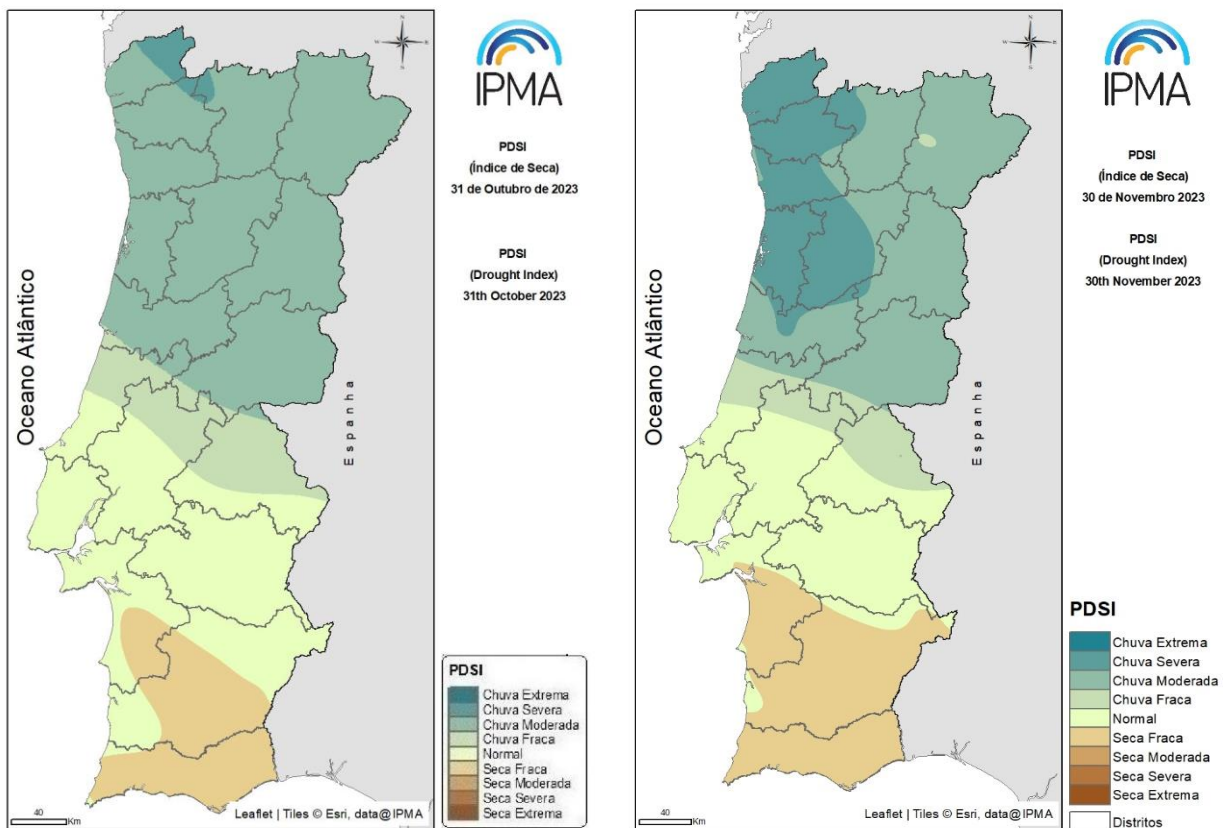 N
W
E
S
IPMA
PDSI
(Índice de Seca)
31 de Outubro de 2023
PDSI
(Drought Index)
31th October 2023
Oceano Atlântico
Espanha
PDSI
Chuva Extrema
Chuva Severa
Chuva Moderada
Chuva Fraca
Normal
Seca Fraca
Seca Moderada
Seca Severa
Seca Extrema
40
Km
Leaflet | Tiles © Esri, data@IPMA
N
W
E
S
IPMA
PDSI
(Índice de Seca)
30 de Novembro 2023
PDSI
(Drought Index)
30th November 2023
Oceano Atlântico
Espanha
PDSI
Chuva Extrema
Chuva Severa
Chuva Moderada
Chuva Fraca
Normal
Seca Fraca
Seca Moderada
Seca Severa
Seca Extrema
Distritos
40
Km
Leaflet | Tiles © Esri, data@IPMA